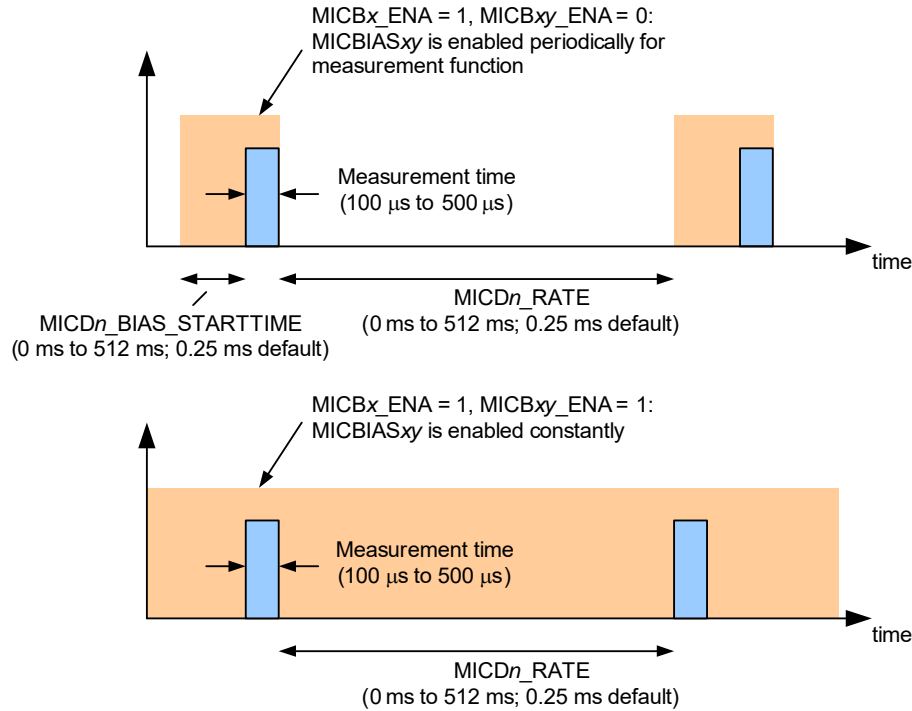 MICBx_ENA = 1, MICBxy_ENA = 0:
MICBIASxy is enabled periodically for
measurement function
Measurement time
(100 μs to 500 μs)
time
MICDn_RATE
(0 ms to 512 ms; 0.25 ms default)
MICDn_BIAS_STARTTIME
(0 ms to 512 ms; 0.25 ms default)
MICBx_ENA = 1, MICBxy_ENA = 1:
MICBIASxy is enabled constantly
Measurement time
(100 μs to 500 μs)
time
MICDn_RATE
(0 ms to 512 ms; 0.25 ms default)